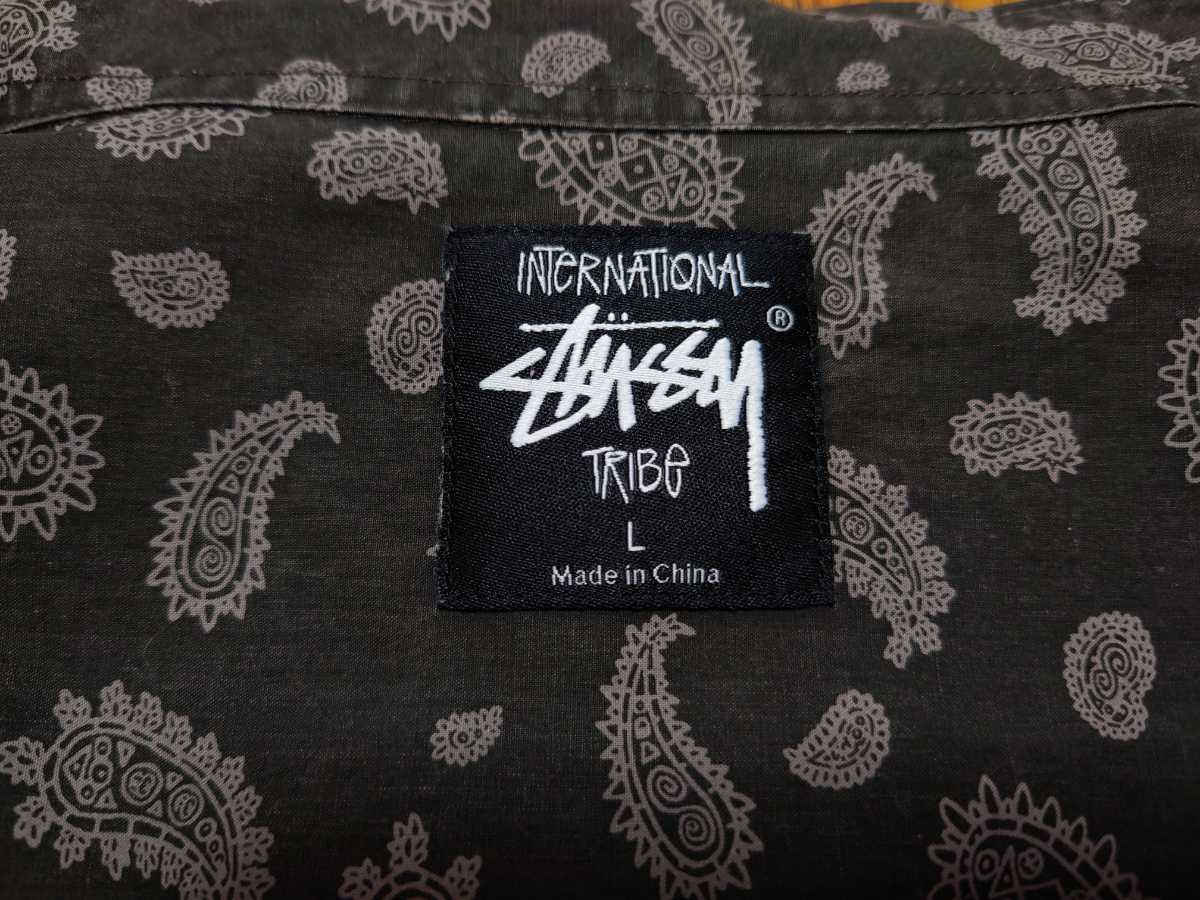 INTERNATIONAL
STÜSSY ®
TRIBE
L
Made in China